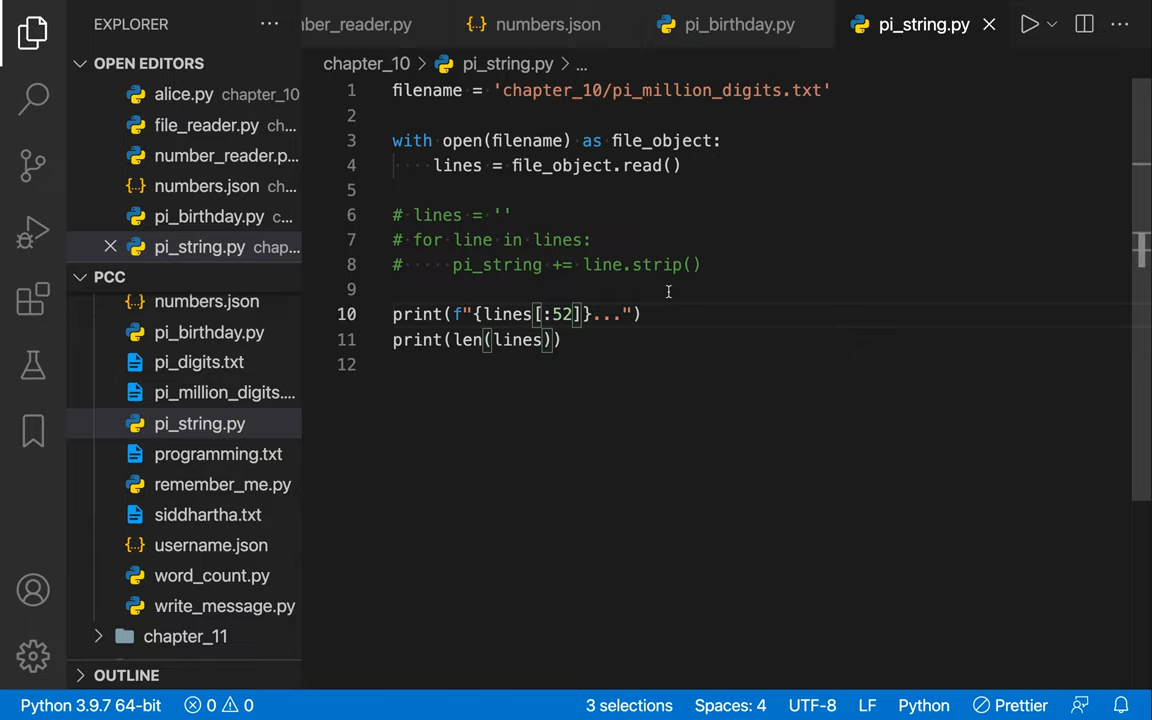 EXPLORER
···
ber_reader.py
numbers.json
pi_birthday.py
pi_string.py
OPEN EDITORS
alice.py chapter_10
file_reader.py ch...
number_reader.p...
numbers.json ch...
pi_birthday.py c...
pi_string.py chap...
PCC
numbers.json
pi_birthday.py
pi_digits.txt
pi_million_digits....
pi_string.py
programming.txt
remember_me.py
siddhartha.txt
username.json
word_count.py
write_message.py
chapter_11
OUTLINE
chapter_10 > pi_string.py > ...
1 filename = 'chapter_10/pi_million_digits.txt'
2
3 with open(filename) as file_object:
4     lines = file_object.read()
5
6 # lines = ''
7 # for line in lines:
8 #     pi_string += line.strip()
9
10 print(f"{lines[:52]}...")
11 print(len(lines))
12
Python 3.9.7 64-bit
0
0
3 selections
Spaces: 4
UTF-8
LF
Python
Prettier